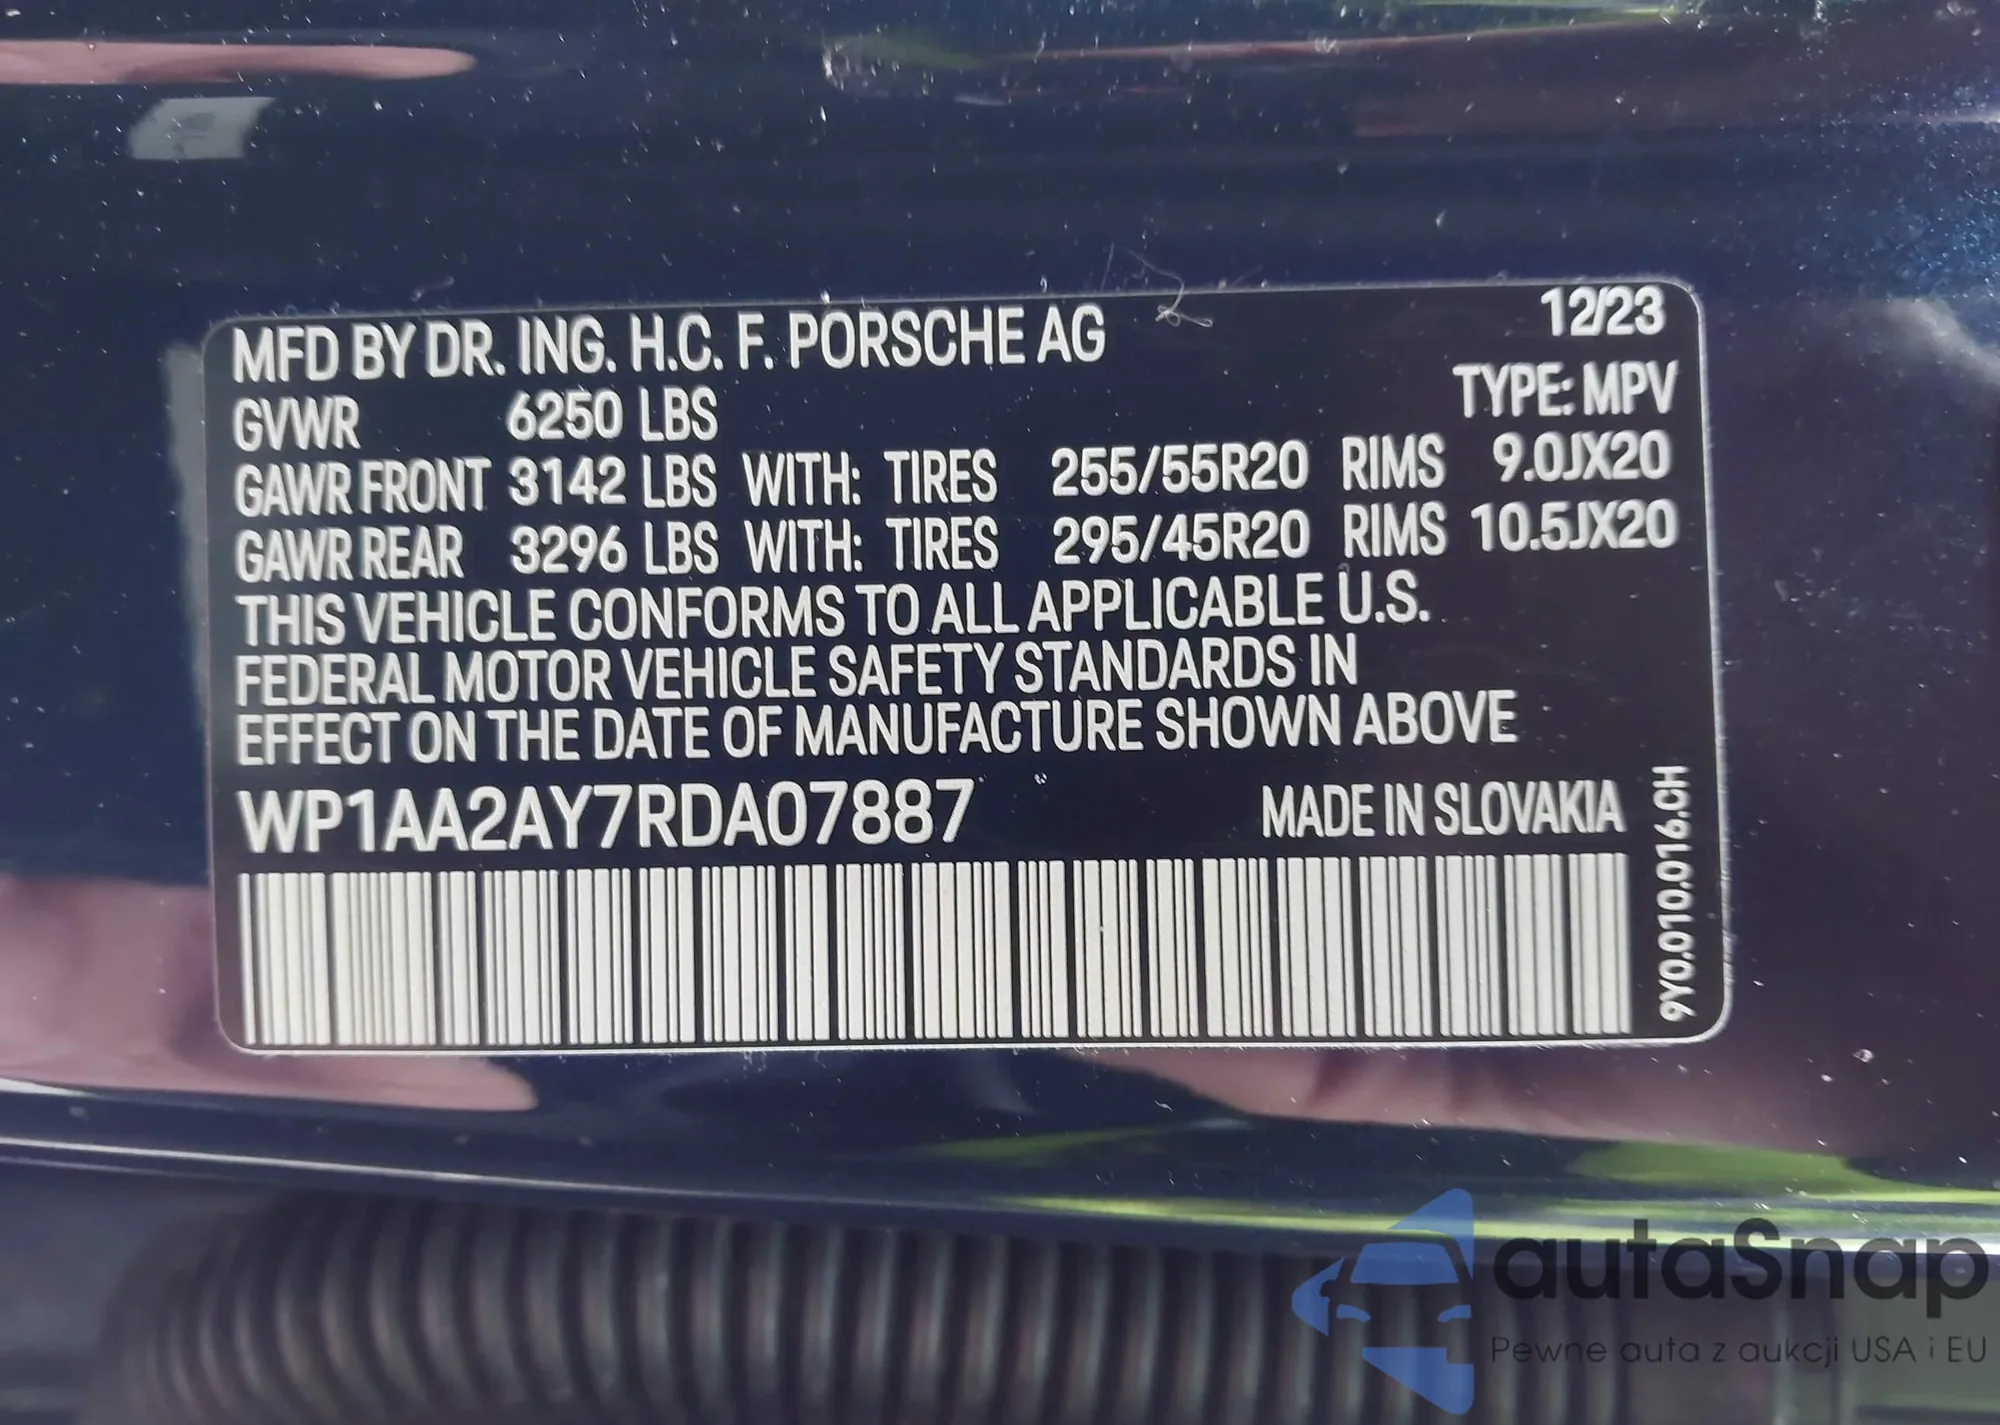 MFD BY DR. ING. H.C. F. PORSCHE AG 12/23
GVWR 6250 LBS TYPE: MPV
GAWR FRONT 3142 LBS WITH: TIRES 255/55R20 RIMS 9.0JX20
GAWR REAR 3296 LBS WITH: TIRES 295/45R20 RIMS 10.5JX20
THIS VEHICLE CONFORMS TO ALL APPLICABLE U.S.
FEDERAL MOTOR VEHICLE SAFETY STANDARDS IN
EFFECT ON THE DATE OF MANUFACTURE SHOWN ABOVE
WP1AA2AY7RDA07887 MADE IN SLOVAKIA
9Y0.010.016.CH
autaSnap
Pewne auta z aukcji USA i EU